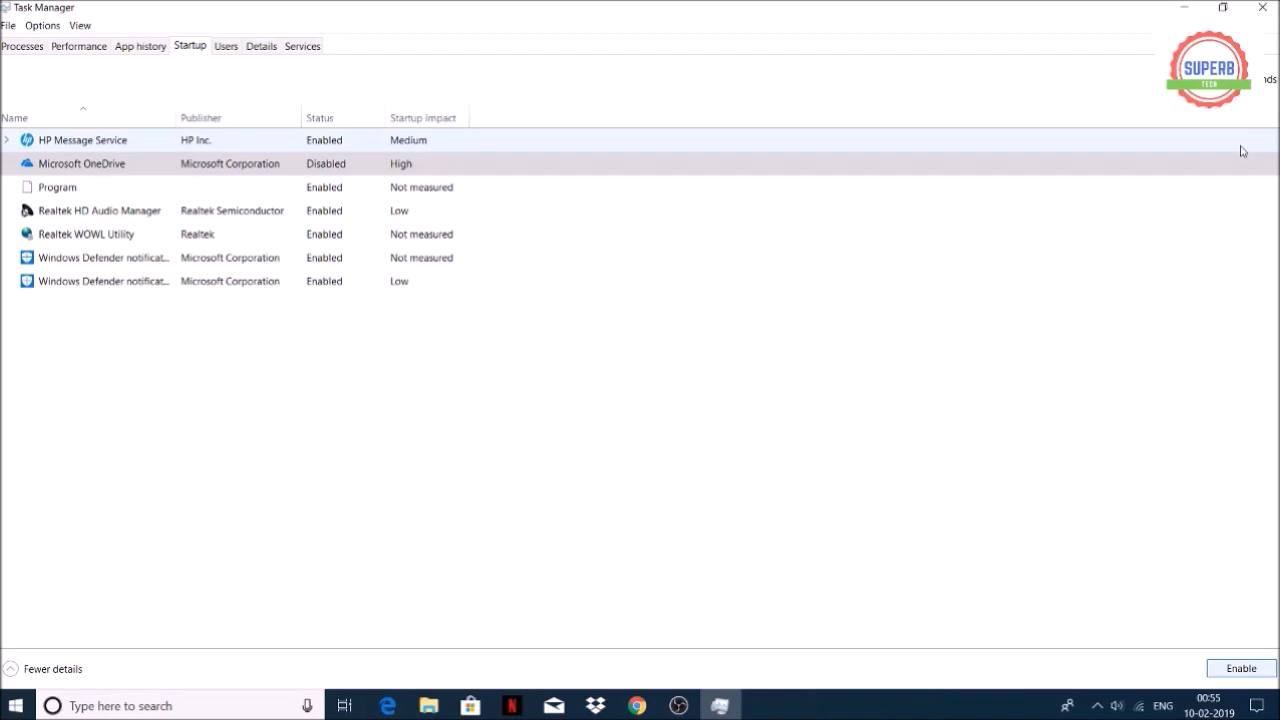 Task Manager
File Options View
Processes Performance App history Startup Users Details Services
SUPERB
TECH
nds
Name Publisher Status Startup impact
HP Message Service HP Inc. Enabled Medium
Microsoft OneDrive Microsoft Corporation Disabled High
Program Enabled Not measured
Realtek HD Audio Manager Realtek Semiconductor Enabled Low
Realtek WOWL Utility Realtek Enabled Not measured
Windows Defender notificat... Microsoft Corporation Enabled Not measured
Windows Defender notificat... Microsoft Corporation Enabled Low
Fewer details Enable
Type here to search ENG 00:55
10-02-2019